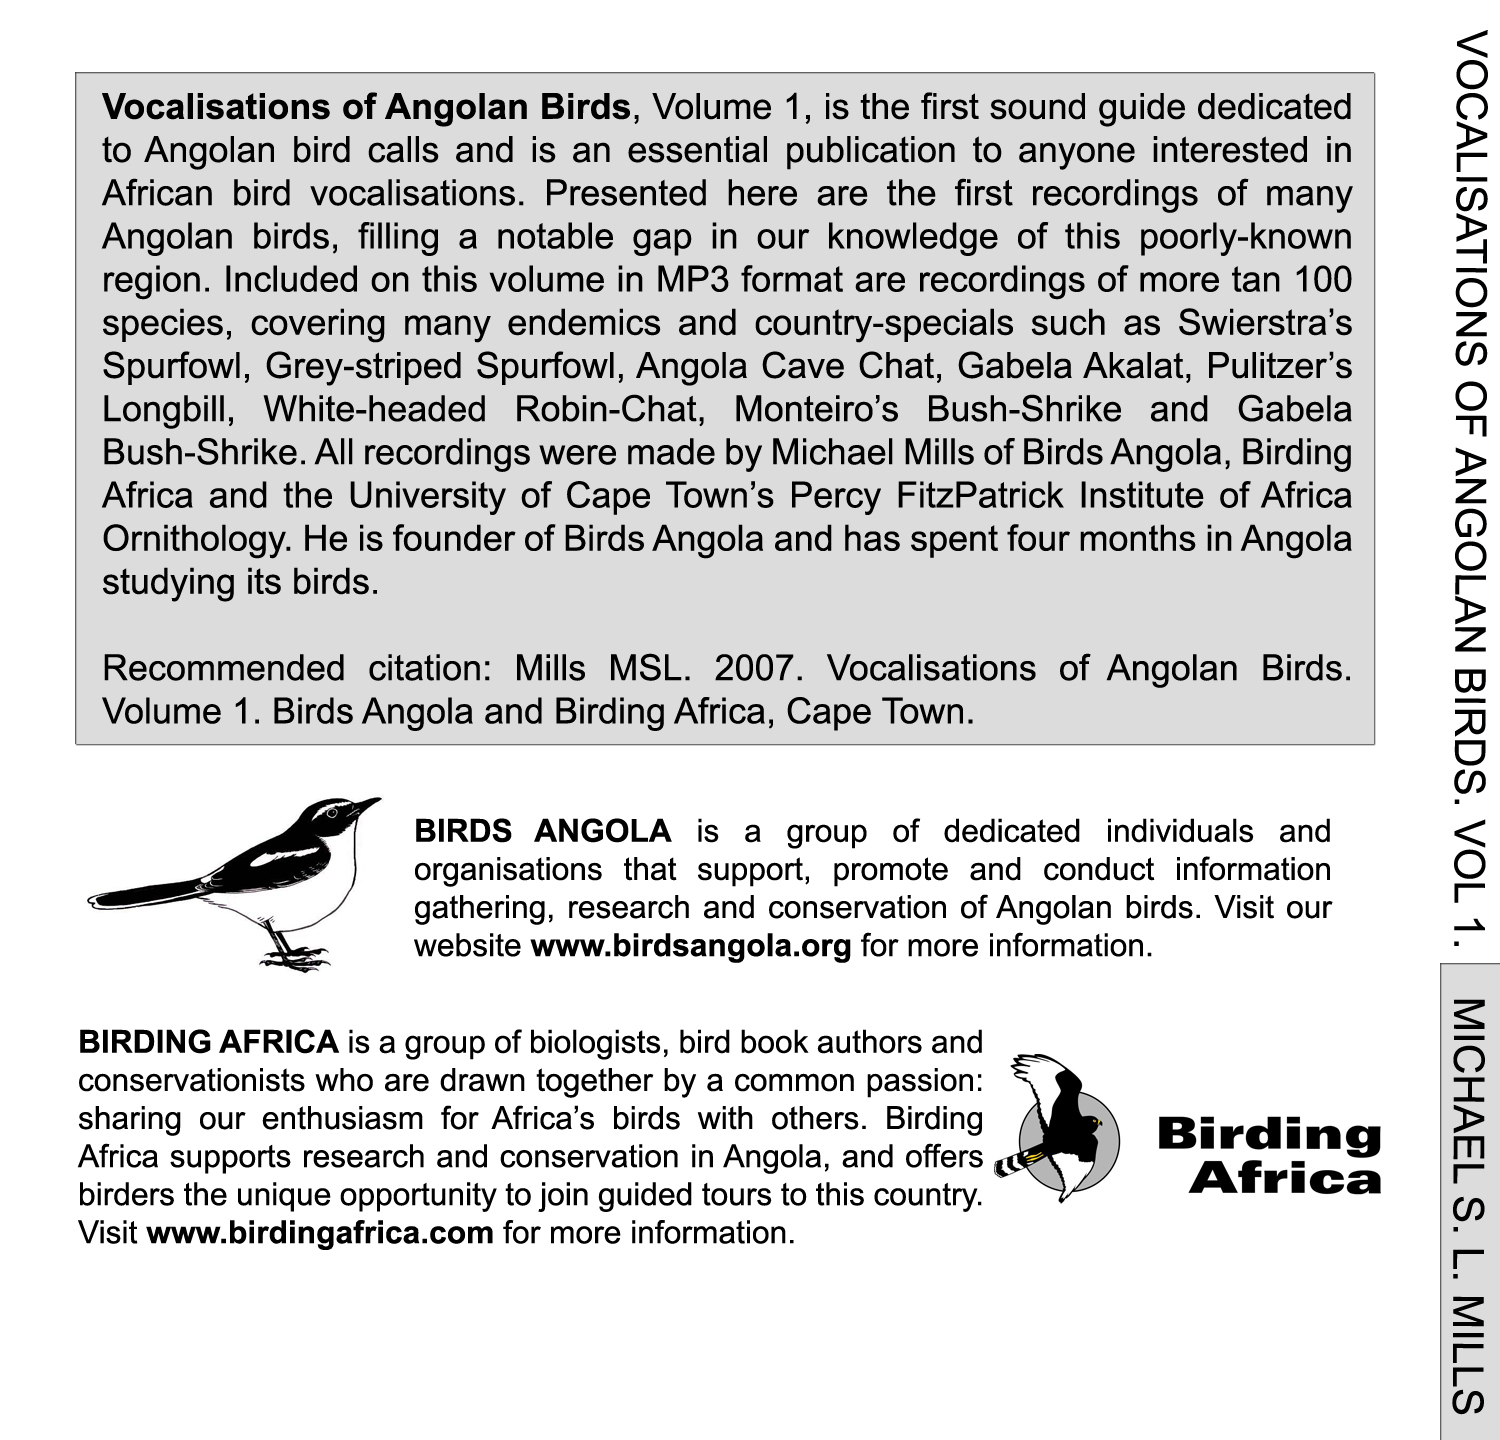 Vocalisations of Angolan Birds, Volume 1, is the first sound guide dedicated
to Angolan bird calls and is an essential publication to anyone interested in
African bird vocalisations. Presented here are the first recordings of many
Angolan birds, filling a notable gap in our knowledge of this poorly-known
region. Included on this volume in MP3 format are recordings of more tan 100
species, covering many endemics and country-specials such as Swierstra’s
Spurfowl, Grey-striped Spurfowl, Angola Cave Chat, Gabela Akalat, Pulitzer’s
Longbill, White-headed Robin-Chat, Monteiro’s Bush-Shrike and Gabela
Bush-Shrike. All recordings were made by Michael Mills of Birds Angola, Birding
Africa and the University of Cape Town’s Percy FitzPatrick Institute of Africa
Ornithology. He is founder of Birds Angola and has spent four months in Angola
studying its birds.
Recommended citation: Mills MSL. 2007. Vocalisations of Angolan Birds.
Volume 1. Birds Angola and Birding Africa, Cape Town.
BIRDS ANGOLA is a group of dedicated individuals and
organisations that support, promote and conduct information
gathering, research and conservation of Angolan birds. Visit our
website www.birdsangola.org for more information.
BIRDING AFRICA is a group of biologists, bird book authors and
conservationists who are drawn together by a common passion:
sharing our enthusiasm for Africa’s birds with others. Birding
Africa supports research and conservation in Angola, and offers
birders the unique opportunity to join guided tours to this country.
Visit www.birdingafrica.com for more information.
Birding
Africa
VOCALISATIONS OF ANGOLAN BIRDS. VOL 1.
MICHAEL S. L. MILLS